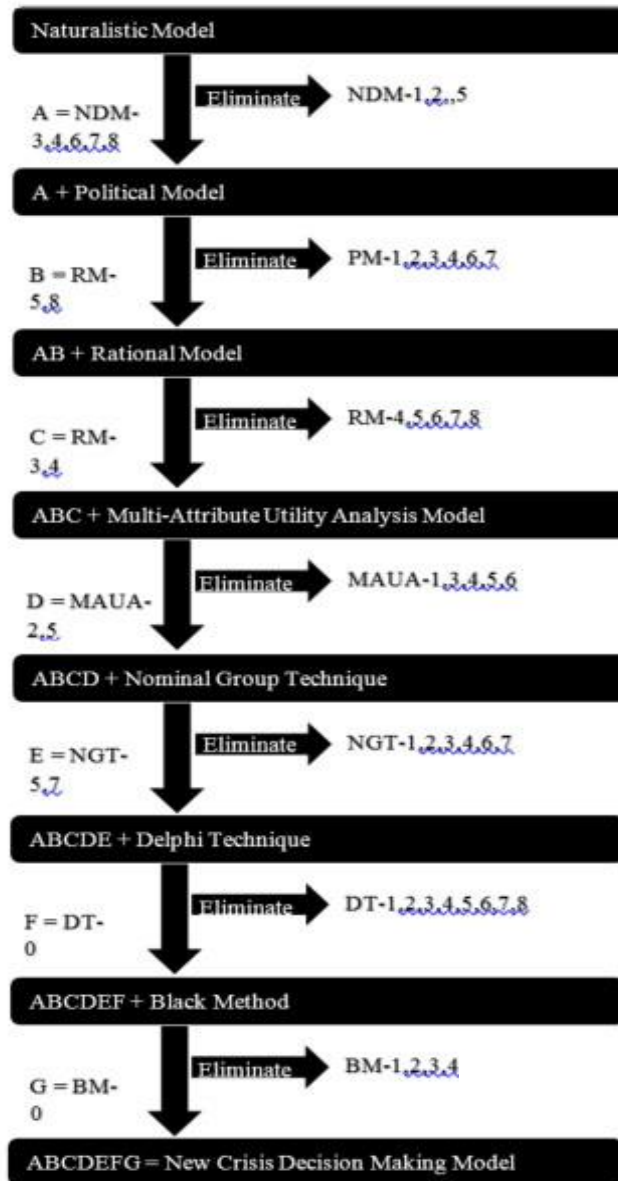 Naturalistic Model
Eliminate
NDM-1,2,,5
A = NDM-
3,4,6,7,8
A + Political Model
Eliminate
PM-1,2,3,4,6,7
B = RM-
5,8
AB + Rational Model
Eliminate
RM-4,5,6,7,8
C = RM-
3,4
ABC + Multi-Attribute Utility Analysis Model
Eliminate
MAUA-1,3,4,5,6
D = MAUA-
2,5
ABCD + Nominal Group Technique
Eliminate
NGT-1,2,3,4,6,7
E = NGT-
5,7
ABCDE + Delphi Technique
Eliminate
DT-1,2,3,4,5,6,7,8
F = DT-
0
ABCDEF + Black Method
Eliminate
BM-1,2,3,4
G = BM-
0
ABCDEFG = New Crisis Decision Making Model